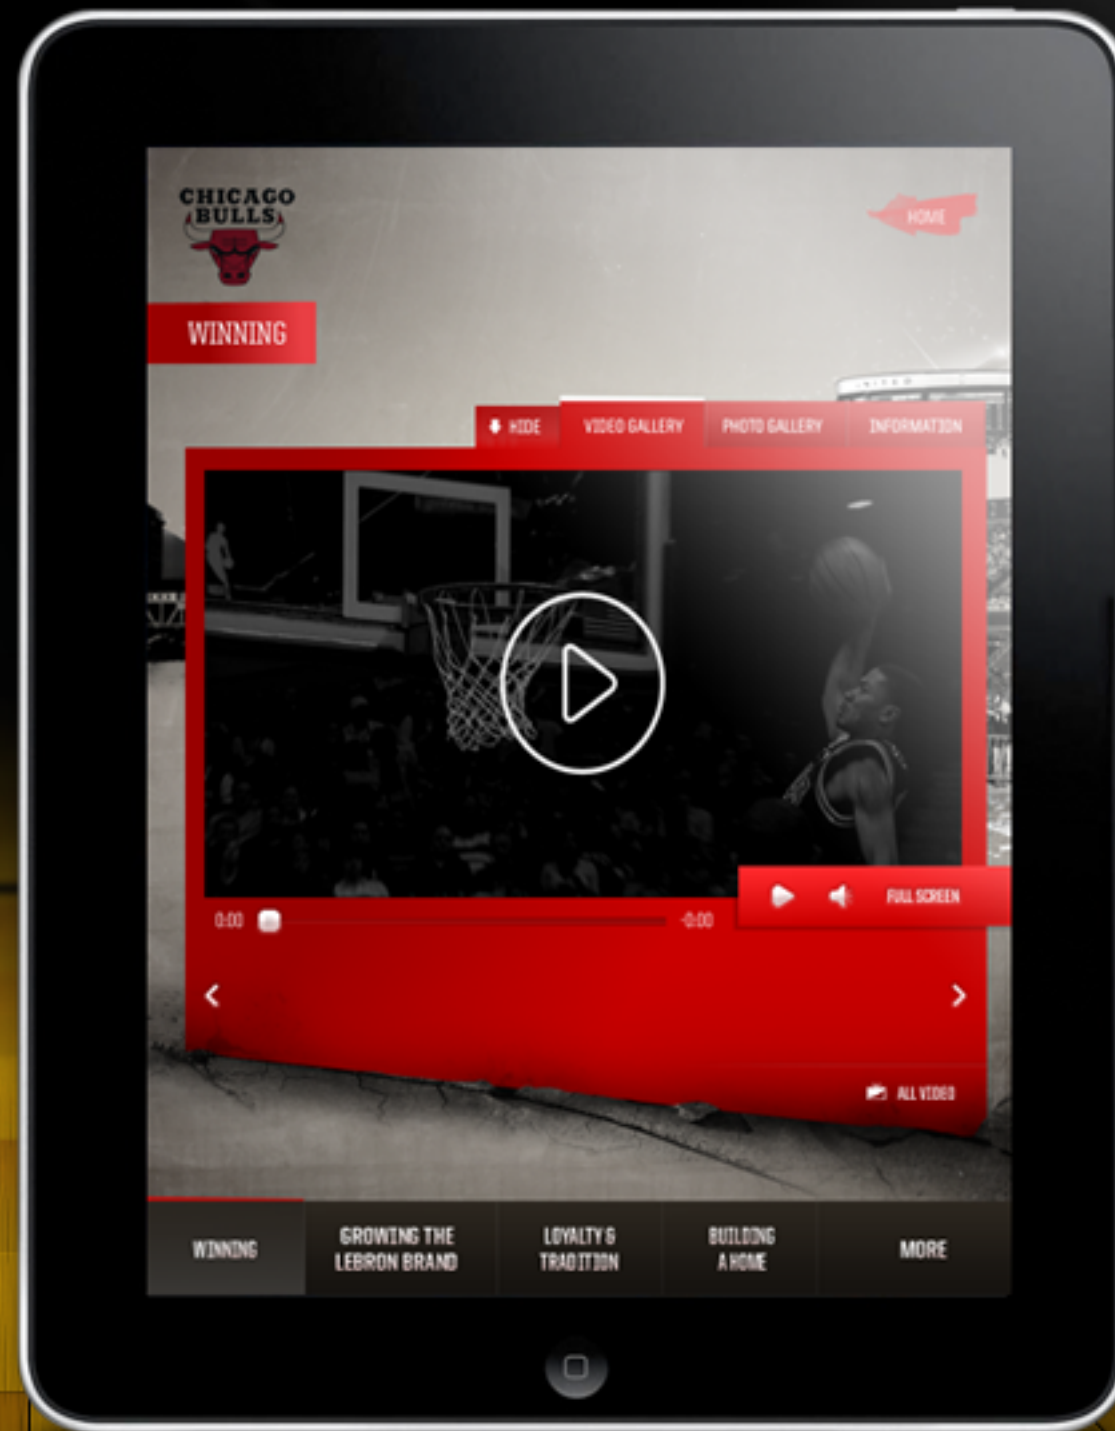 CHICAGO
BULLS
HOME
WINNING
HIDE
VIDEO GALLERY
PHOTO GALLERY
INFORMATION
UNITED
0:00
-0:00
FULL SCREEN
ALL VIDEO
WINNING
GROWING THE
LEBRON BRAND
LOYALTY &
TRADITION
BUILDING
A HOME
MORE